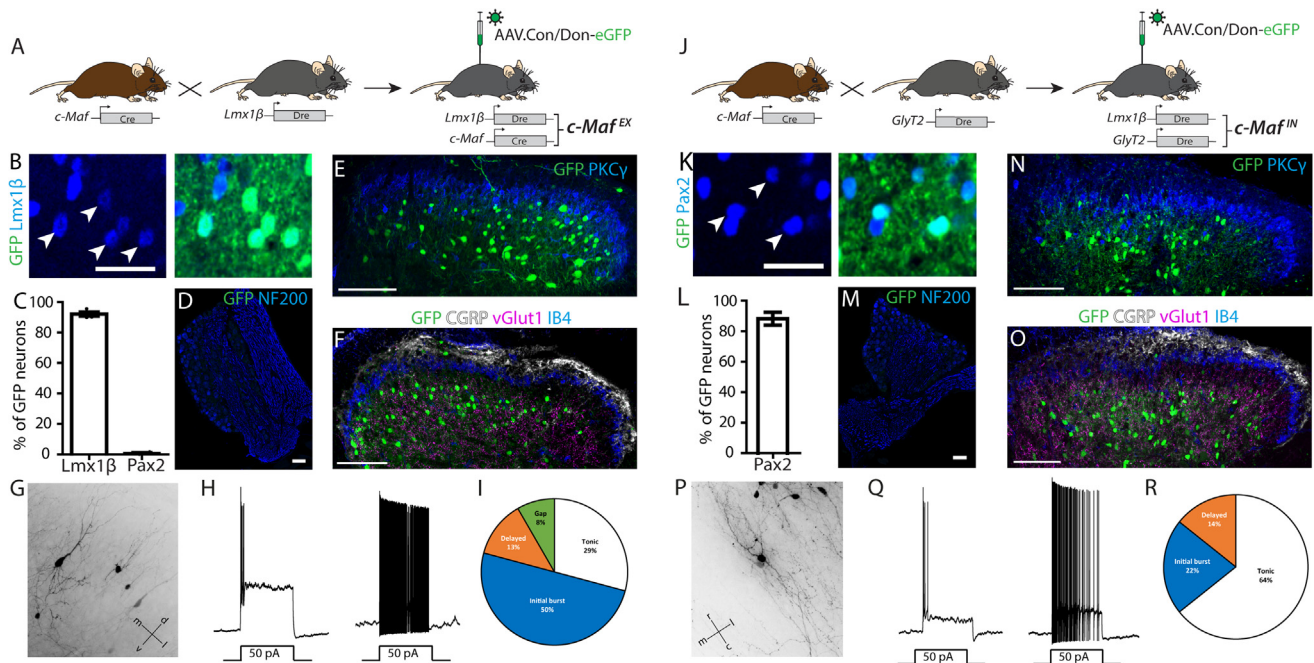 A
AAV.Con/Don-eGFP
c-Maf Cre
Lmx1β Dre
Lmx1β Dre
c-Maf Cre
c-Maf EX
B
GFP Lmx1β
E
GFP PKCγ
C
% of GFP neurons
100
80
60
40
20
0
Lmx1β Pax2
D
GFP NF200
GFP CGRP vGlut1 IB4
F
G
m d
v l
H
50 pA
50 pA
I
Gap
8%
Delayed
13%
Tonic
29%
Initial burst
50%
J
AAV.Con/Don-eGFP
c-Maf Cre
GlyT2 Dre
Lmx1β Dre
GlyT2 Dre
c-Maf IN
K
GFP Pax2
N
GFP PKCγ
L
% of GFP neurons
100
80
60
40
20
0
Pax2
M
GFP NF200
GFP CGRP vGlut1 IB4
O
P
r l
m c
Q
50 pA
50 pA
R
Delayed
14%
Initial burst
22%
Tonic
64%